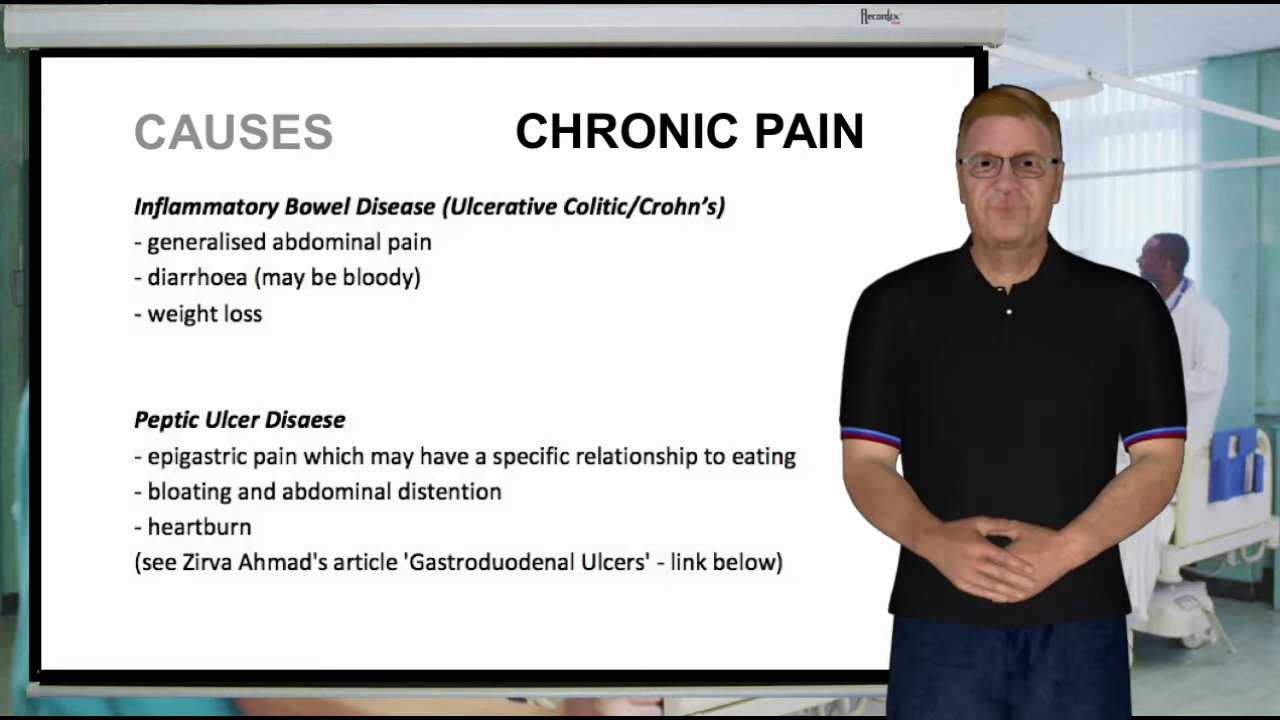 Recordex
USA
CAUSES CHRONIC PAIN
Inflammatory Bowel Disease (Ulcerative Colitic/Crohn's)
- generalised abdominal pain
- diarrhoea (may be bloody)
- weight loss
Peptic Ulcer Disaese
- epigastric pain which may have a specific relationship to eating
- bloating and abdominal distention
- heartburn
(see Zirva Ahmad's article 'Gastroduodenal Ulcers' - link below)